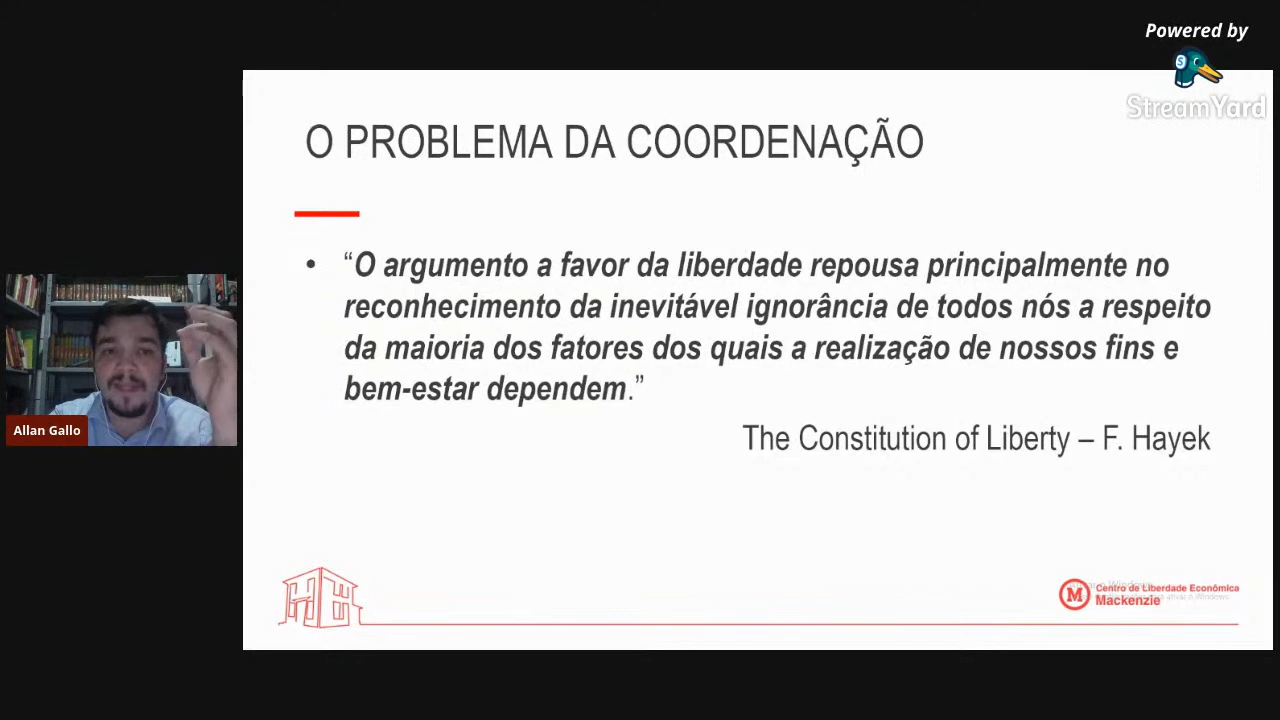 Powered by
StreamYard
O PROBLEMA DA COORDENAÇÃO
• “O argumento a favor da liberdade repousa principalmente no
reconhecimento da inevitável ignorância de todos nós a respeito
da maioria dos fatores dos quais a realização de nossos fins e
bem-estar dependem.”
The Constitution of Liberty – F. Hayek
Allan Gallo
M
Centro de Liberdade Econômica
Mackenzie